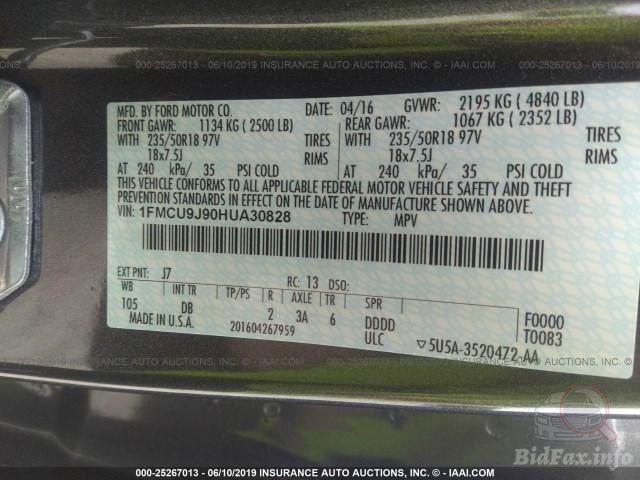 000-25267013 - 06/10/2019 INSURANCE AUTO AUCTIONS, INC. - © IAAI.COM
MFD. BY FORD MOTOR CO. DATE: 04/16 GVWR: 2195 KG ( 4840 LB)
FRONT GAWR: 1134 KG ( 2500 LB) REAR GAWR: 1067 KG ( 2352 LB)
WITH 235/50R18 97V TIRES WITH 235/50R18 97V TIRES
18x7.5J RIMS 18x7.5J RIMS
AT 240 kPa/ 35 PSI COLD AT 240 kPa/ 35 PSI COLD
THIS VEHICLE CONFORMS TO ALL APPLICABLE FEDERAL MOTOR VEHICLE SAFETY AND THEFT
PREVENTION STANDARDS IN EFFECT ON THE DATE OF MANUFACTURE SHOWN ABOVE.
VIN: 1FMCU9J90HUA30828 TYPE: MPV
EXT PNT: J7 RC: 13 DSO:
WB INT TR TP/PS R AXLE TR SPR
105 DB 2 3A 6 DDDD F0000
MADE IN U.S.A. 201604267959 ULC T0083
▽5U5A-3520472-AA
BidFax.info
000-25267013 - 06/10/2019 INSURANCE AUTO AUCTIONS, INC. - © IAAI.COM